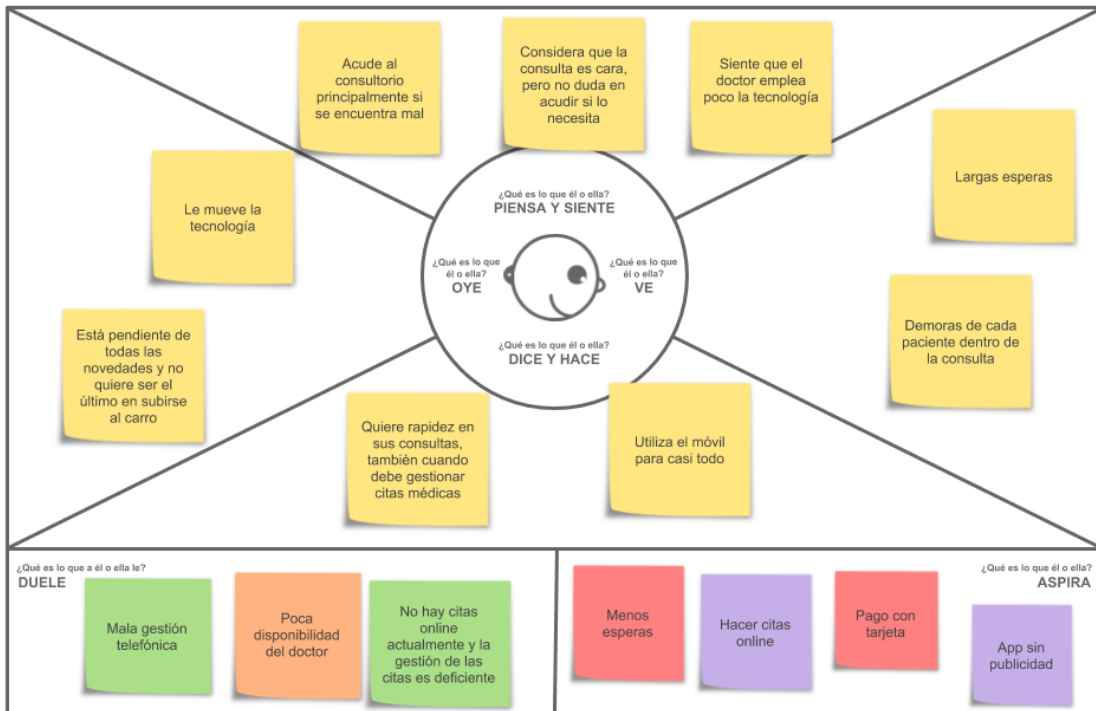 Acude al
consultorio
principalmente si
se encuentra mal
Considera que la
consulta es cara,
pero no duda en
acudir si lo
necesita
Siente que el
doctor emplea
poco la tecnología
Le mueve la
tecnología
Está pendiente de
todas las
novedades y no
quiere ser el
último en subirse
al carro
¿Qué es lo que él o ella?
PIENSA Y SIENTE
¿Qué es lo que
él o ella?
OYE
¿Qué es lo que
él o ella?
VE
¿Qué es lo que él o ella?
DICE Y HACE
Largas esperas
Demoras de cada
paciente dentro de
la consulta
Quiere rapidez en
sus consultas,
también cuando
debe gestionar
citas médicas
Utiliza el móvil
para casi todo
¿Qué es lo que a él o ella le?
DUELE
Mala gestión
telefónica
Poca
disponibilidad
del doctor
No hay citas
online
actualmente y la
gestión de las
citas es deficiente
¿Qué es lo que él o ella?
ASPIRA
Menos
esperas
Hacer citas
online
Pago con
tarjeta
App sin
publicidad